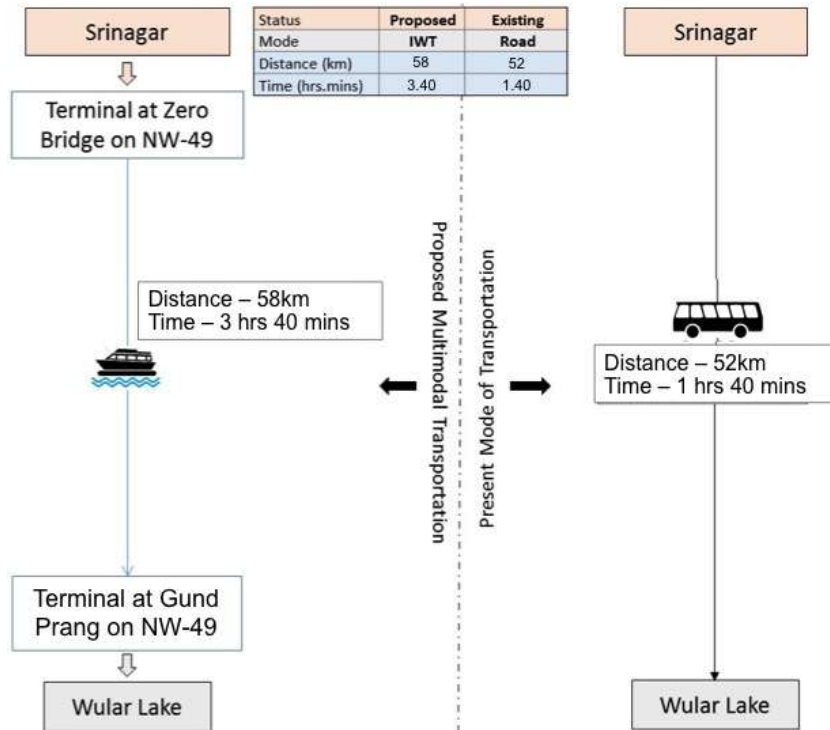 Srinagar
Terminal at Zero
Bridge on NW-49
Distance – 58km
Time – 3 hrs 40 mins
Terminal at Gund
Prang on NW-49
Wular Lake
Status Proposed Existing
Mode IWT Road
Distance (km) 58 52
Time (hrs.mins) 3.40 1.40
Proposed Multimodal Transportation
Present Mode of Transportation
Srinagar
Distance – 52km
Time – 1 hrs 40 mins
Wular Lake